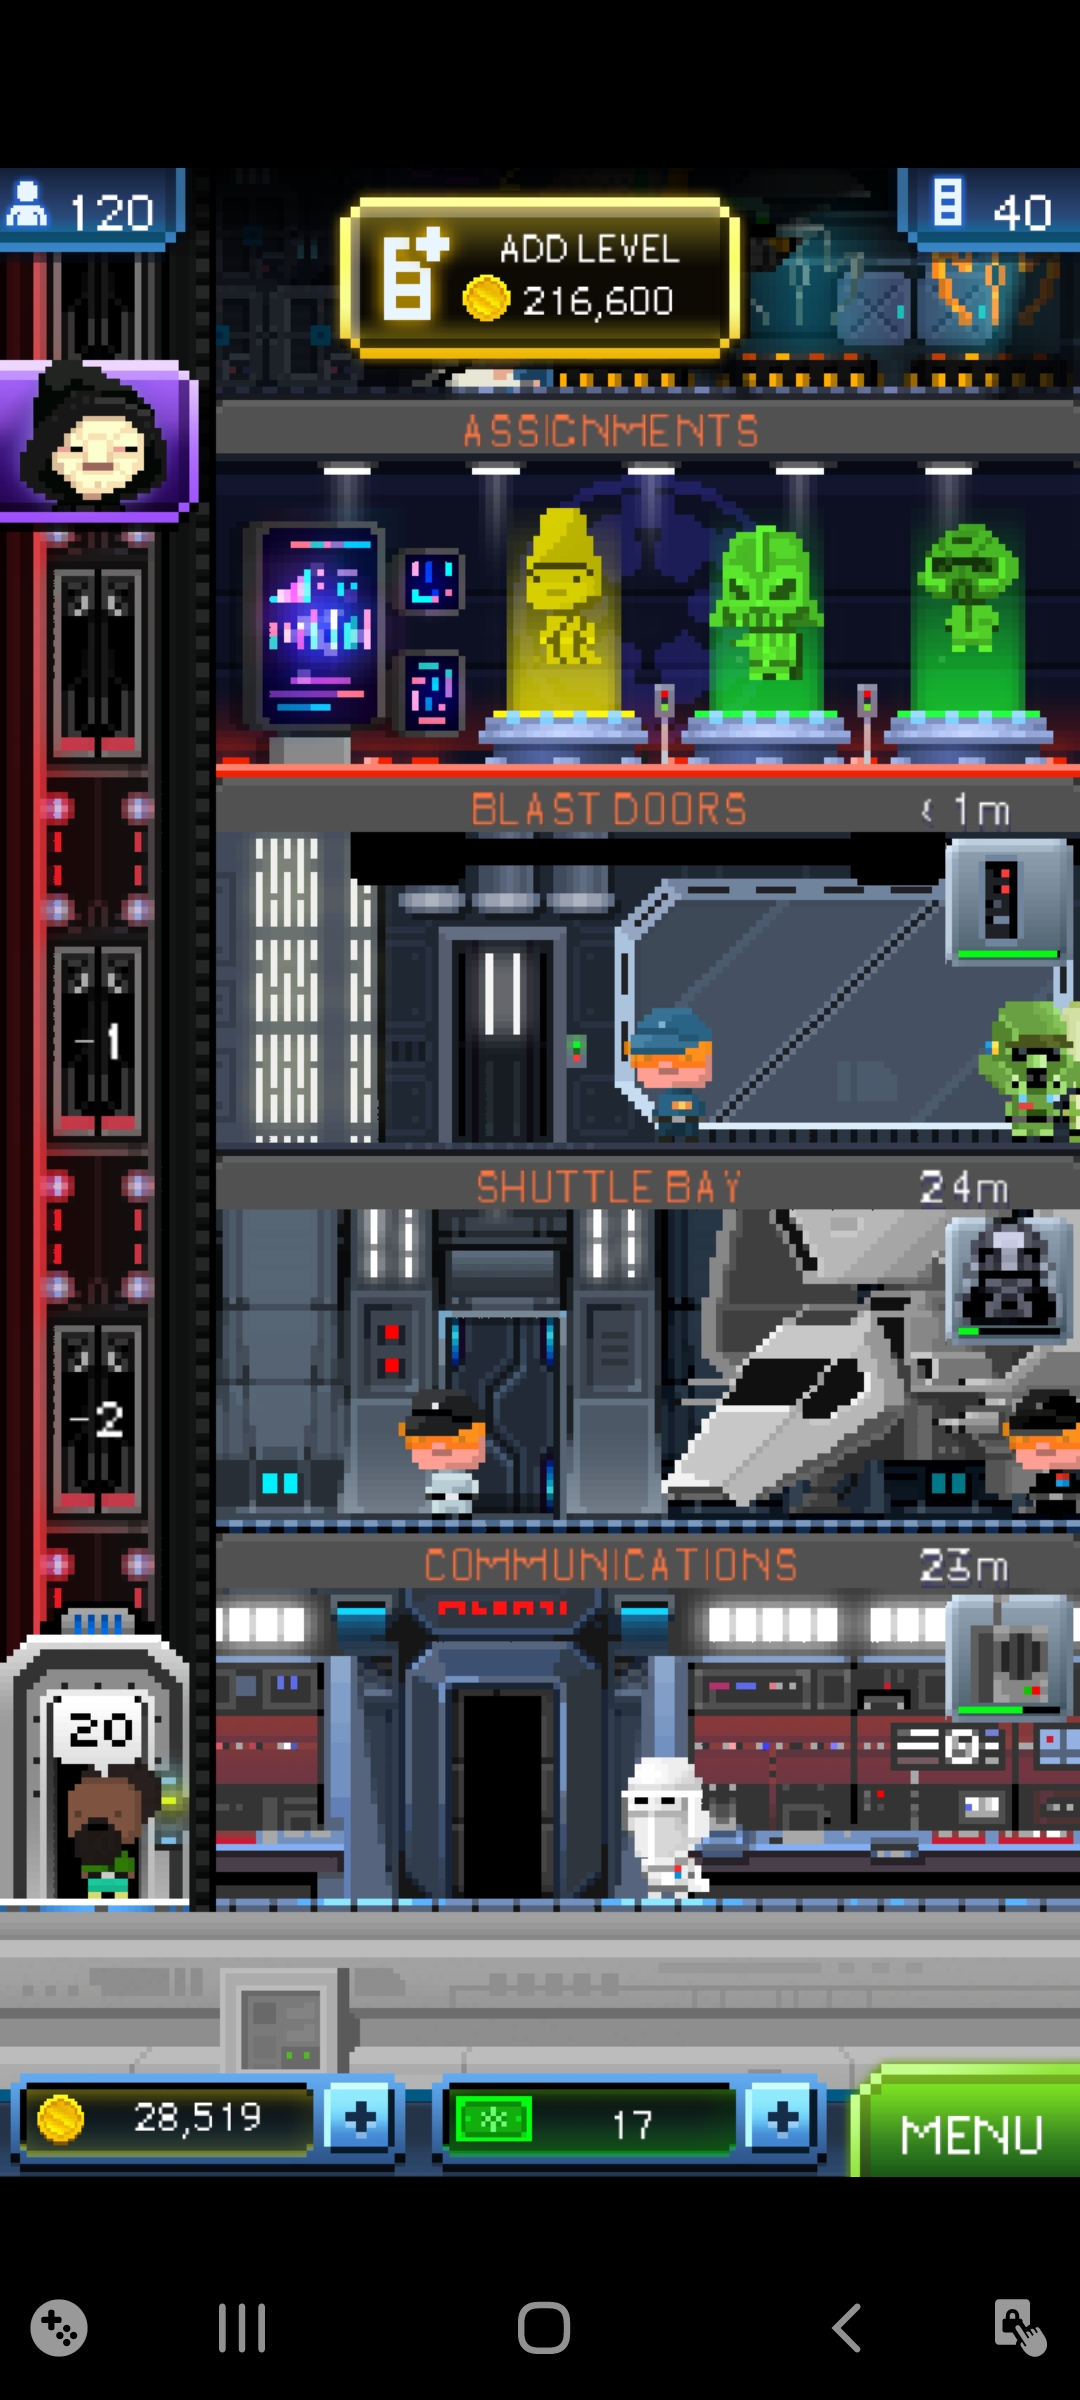 120
ADD LEVEL
216,600
40
ASSIGNMENTS
BLAST DOORS
< 1m
-1
SHUTTLE BAY
24m
-2
COMMUNICATIONS
23m
20
28,519
17
MENU